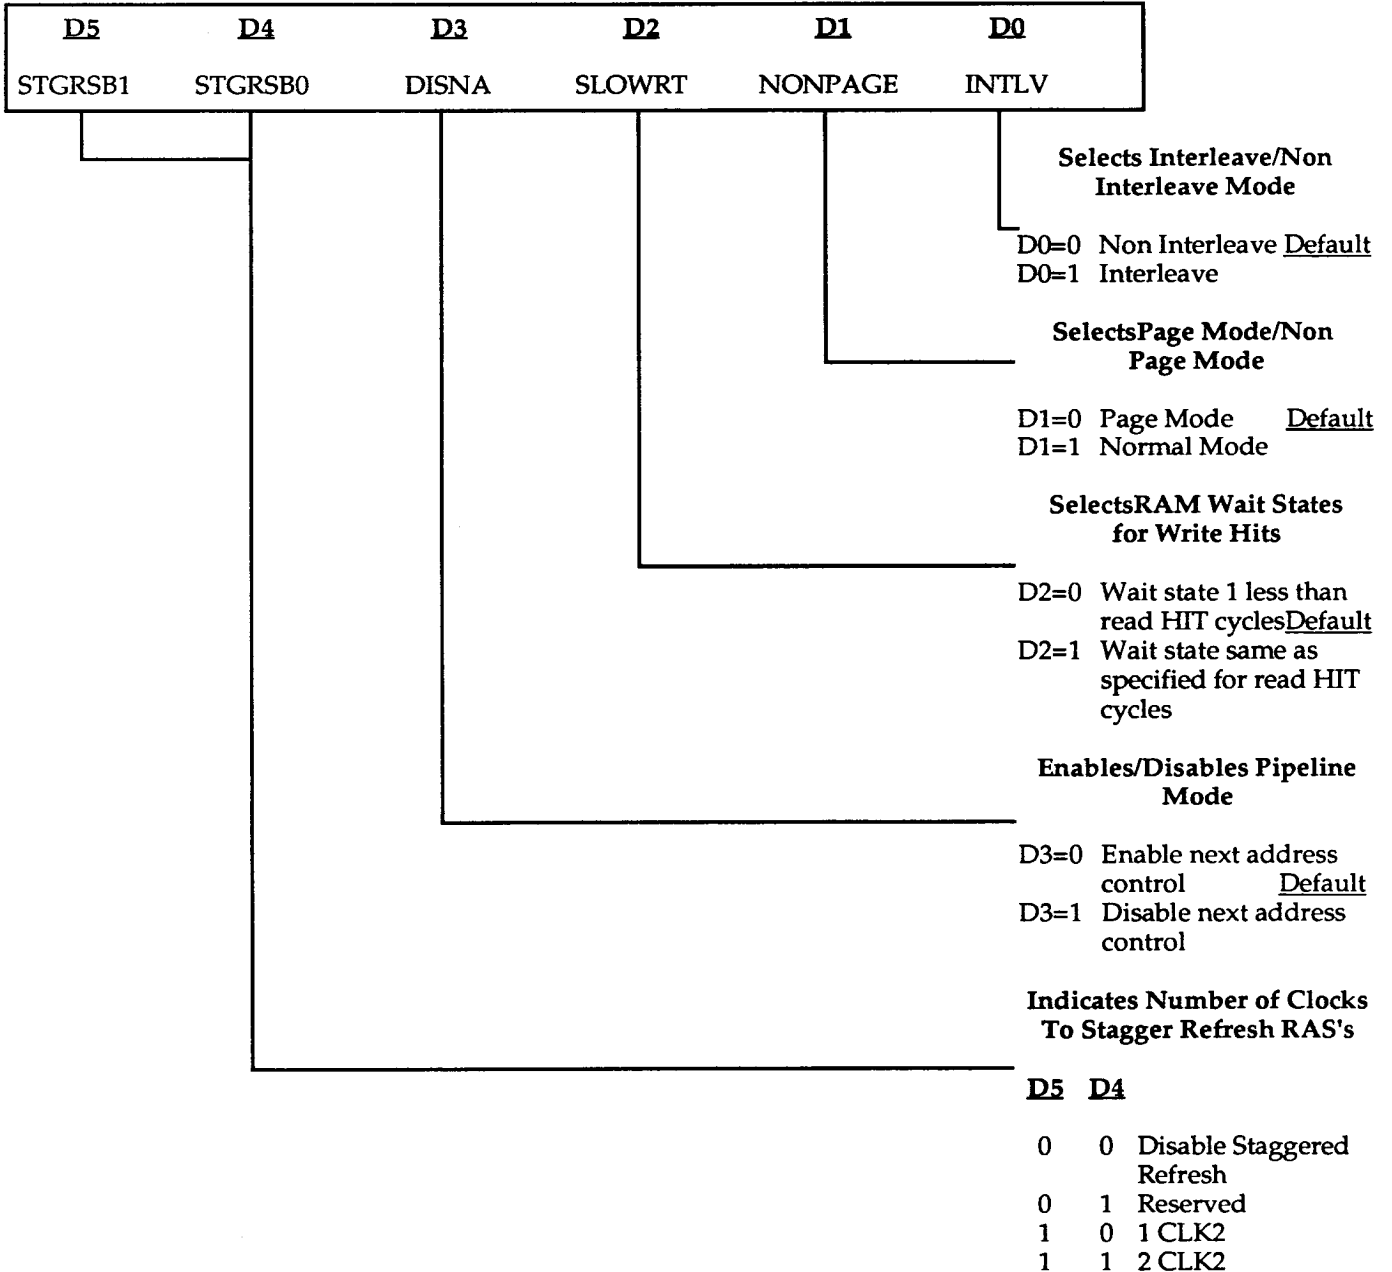 D5 D4 D3 D2 D1 D0
STGRSB1 STGRSB0 DISNA SLOWRT NONPAGE INTLV
Selects Interleave/Non
Interleave Mode
D0=0 Non Interleave Default
D0=1 Interleave
SelectsPage Mode/Non
Page Mode
D1=0 Page Mode Default
D1=1 Normal Mode
SelectsRAM Wait States
for Write Hits
D2=0 Wait state 1 less than
read HIT cyclesDefault
D2=1 Wait state same as
specified for read HIT
cycles
Enables/Disables Pipeline
Mode
D3=0 Enable next address
control Default
D3=1 Disable next address
control
Indicates Number of Clocks
To Stagger Refresh RAS's
D5 D4
0 0 Disable Staggered
Refresh
0 1 Reserved
1 0 1 CLK2
1 1 2 CLK2